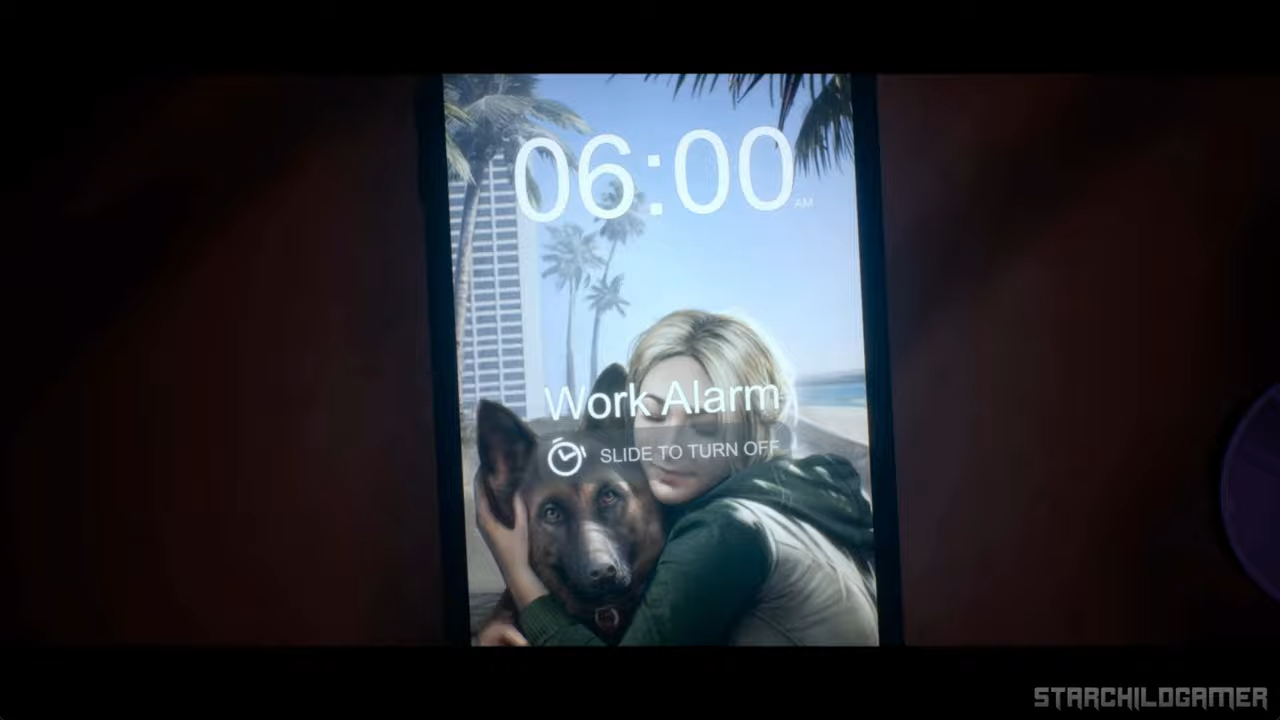 06:00
AM
Work Alarm
SLIDE TO TURN OFF
STARCHILDGAMER